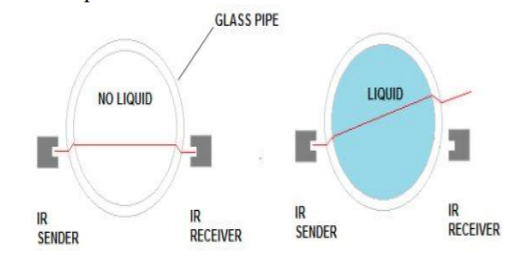 GLASS PIPE
NO LIQUID
IR
SENDER
IR
RECEIVER
LIQUID
IR
SENDER
IR
RECEIVER